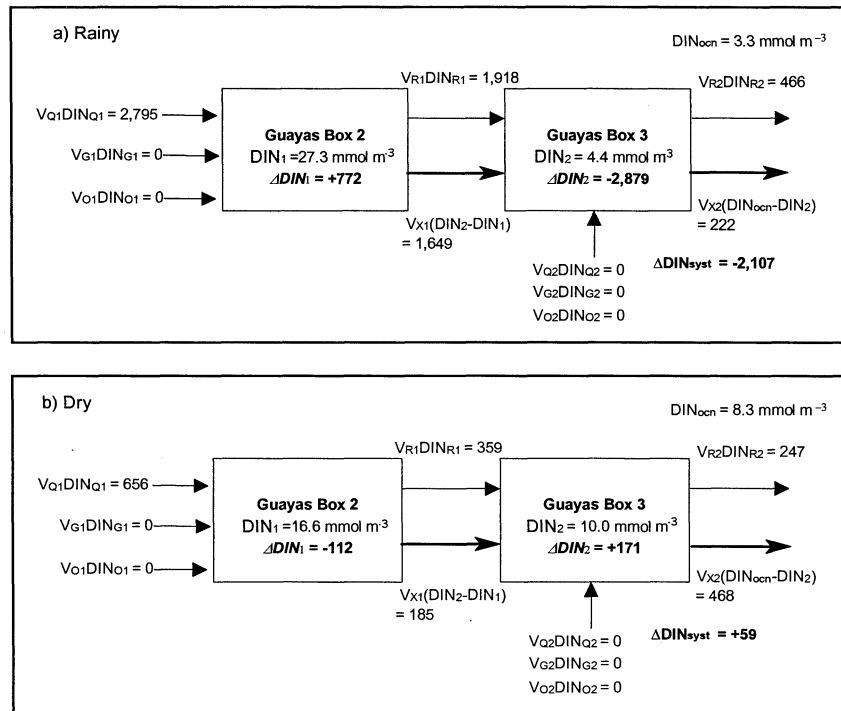 a) Rainy
DINocn = 3.3 mmol m⁻³
VR1DINR1 = 1,918
VR2DINR2 = 466
VQ1DINQ1 = 2,795
VG1DING1 = 0
VO1DINO1 = 0
Guayas Box 2
DIN₁ =27.3 mmol m⁻³
ΔDIN₁ = +772
Guayas Box 3
DIN₂ = 4.4 mmol m⁻³
ΔDIN₂ = -2,879
VX1(DIN2-DIN1)
= 1,649
VX2(DINocn-DIN2)
= 222
VQ2DINQ2 = 0
VG2DING2 = 0
VO2DINO2 = 0
ΔDINsyst = -2,107
b) Dry
DINocn = 8.3 mmol m⁻³
VR1DINR1 = 359
VR2DINR2 = 247
VQ1DINQ1 = 656
VG1DING1 = 0
VO1DINO1 = 0
Guayas Box 2
DIN₁ =16.6 mmol m⁻³
ΔDIN₁ = -112
Guayas Box 3
DIN₂ = 10.0 mmol m⁻³
ΔDIN₂ = +171
VX1(DIN2-DIN1)
= 185
VX2(DINocn-DIN2)
= 468
VQ2DINQ2 = 0
VG2DING2 = 0
VO2DINO2 = 0
ΔDINsyst = +59